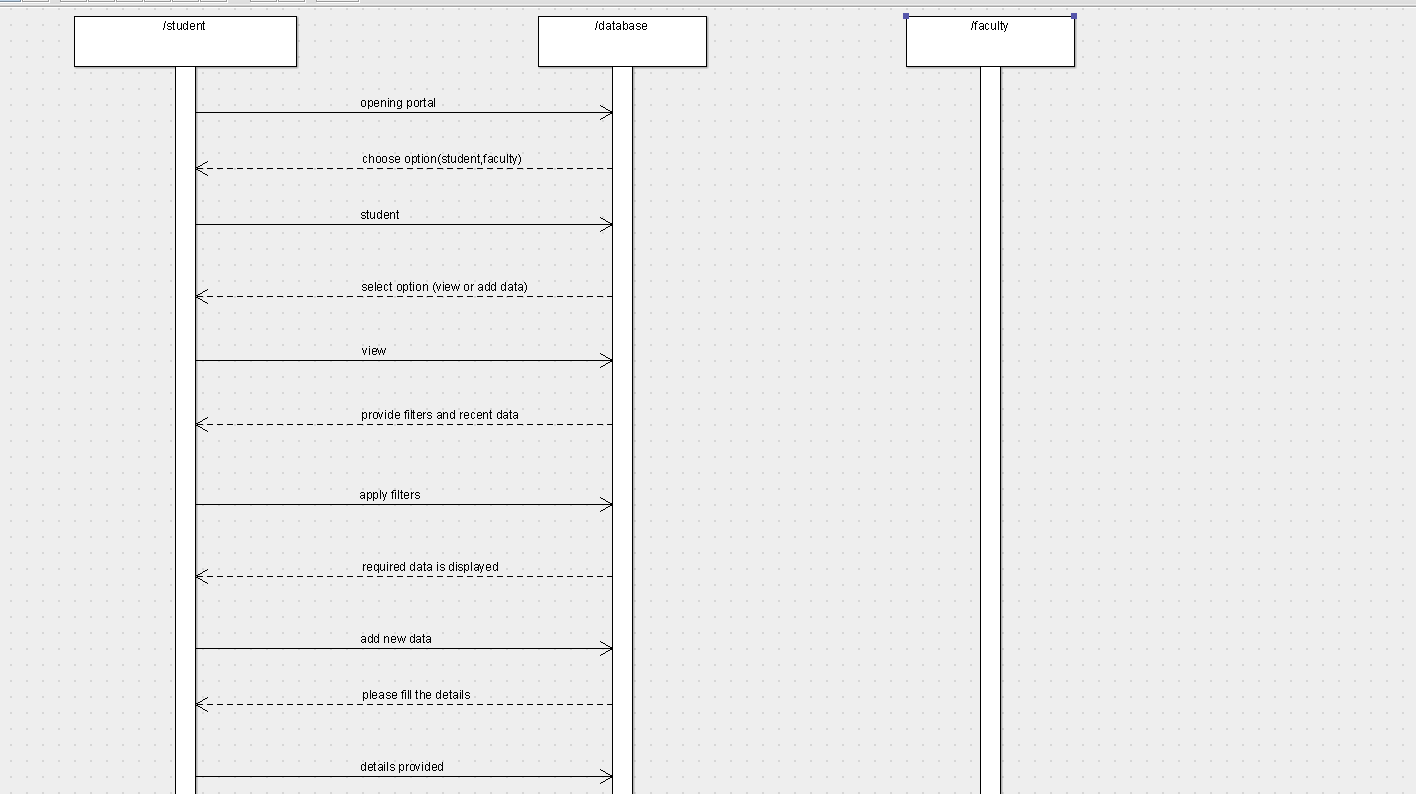 /student
/database
/faculty
opening portal
choose option(student,faculty)
student
select option (view or add data)
view
provide filters and recent data
apply filters
required data is displayed
add new data
please fill the details
details provided